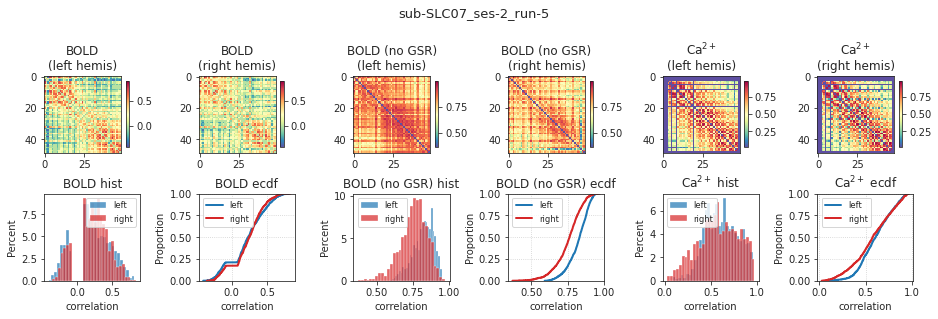 sub-SLC07_ses-2_run-5
BOLD
(left hemis)
BOLD
(right hemis)
BOLD (no GSR)
(left hemis)
BOLD (no GSR)
(right hemis)
Ca²⁺
(left hemis)
Ca²⁺
(right hemis)
0
20
40
0
25
0.5
0.0
0
20
40
0
25
0.5
0.0
0
20
40
0
25
0.75
0.50
0
20
40
0
25
0.75
0.50
0
20
40
0
25
0.75
0.50
0.25
0
20
40
0
25
0.75
0.50
0.25
BOLD hist
Percent
7.5
5.0
2.5
0.0
left
right
0.0
0.5
correlation
BOLD ecdf
Proportion
1.00
0.75
0.50
0.25
0.00
left
right
0.0
0.5
correlation
BOLD (no GSR) hist
Percent
10
5
0
left
right
0.50
0.75
1.00
correlation
BOLD (no GSR) ecdf
Proportion
1.00
0.75
0.50
0.25
0.00
left
right
0.50
0.75
1.00
correlation
Ca²⁺ hist
Percent
6
4
2
0
left
right
0.0
0.5
1.0
correlation
Ca²⁺ ecdf
Proportion
1.00
0.75
0.50
0.25
0.00
left
right
0.0
0.5
1.0
correlation